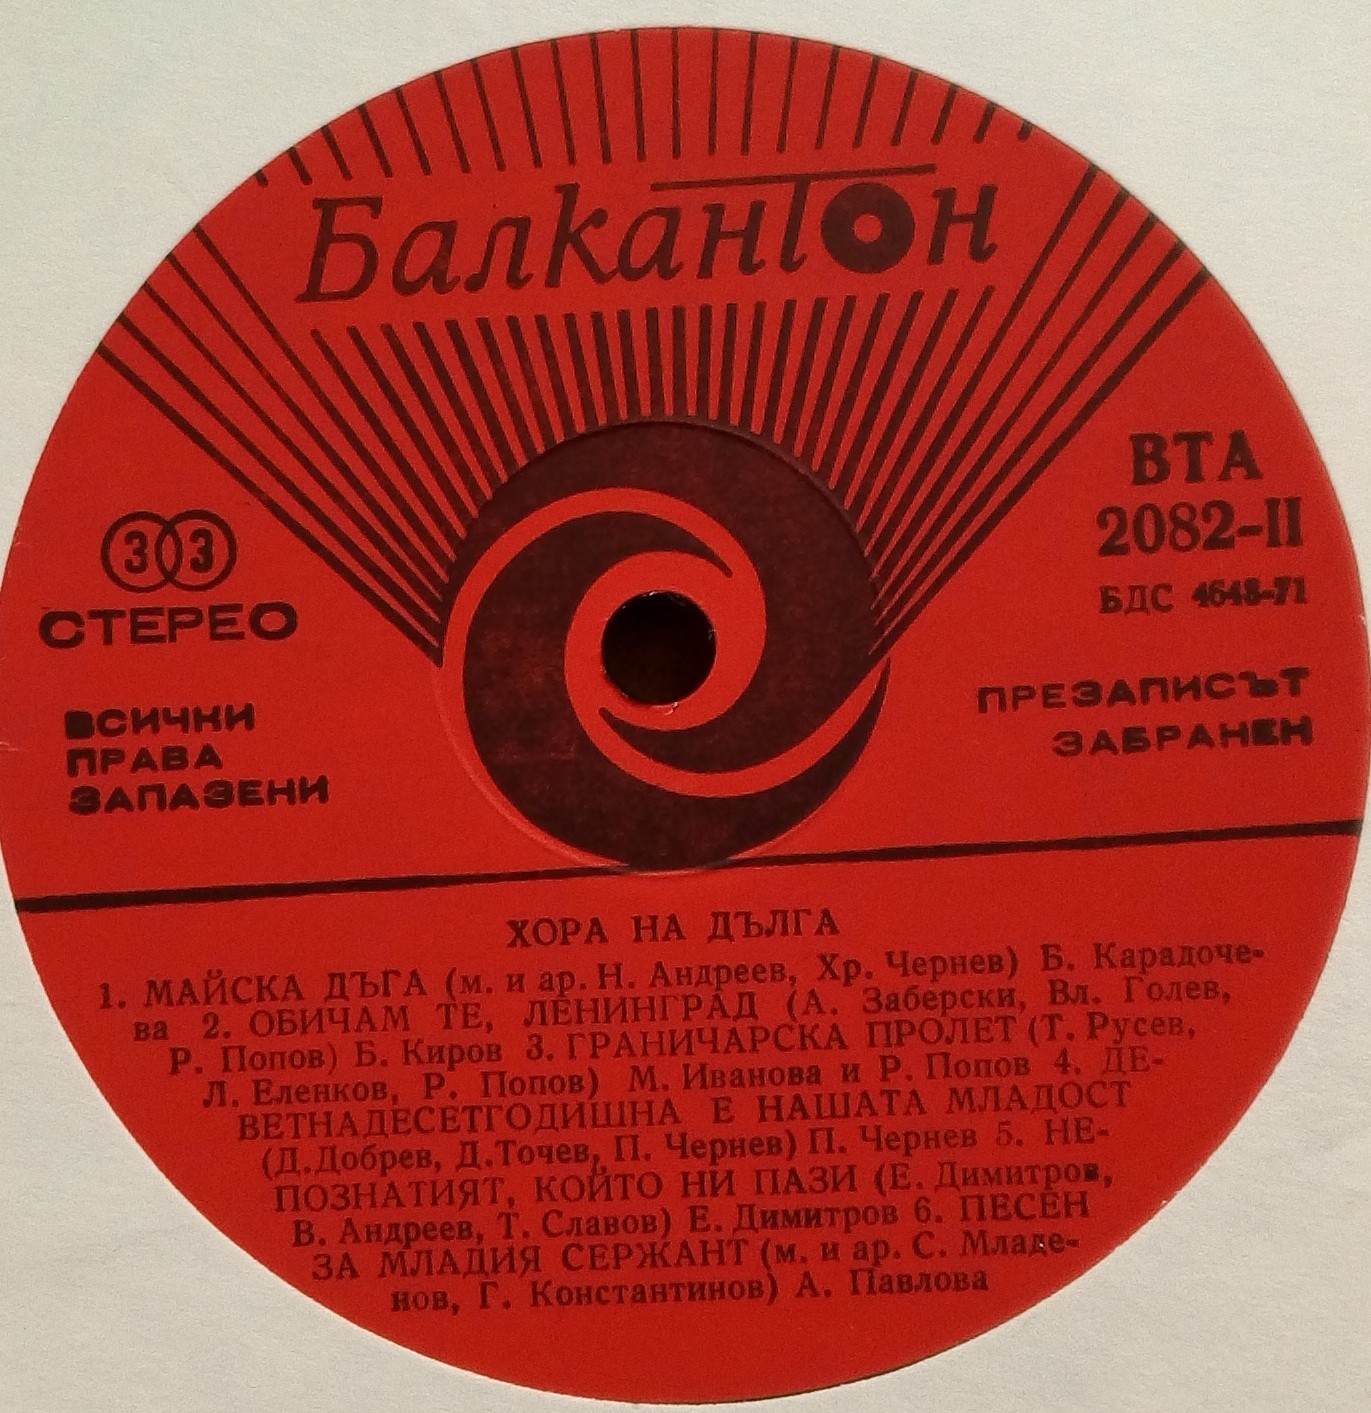 Балкантон
ВТА
2082-II
БДС 4648-71
33
СТЕРЕО
ВСИЧКИ
ПРАВА
ЗАПАЗЕНИ
ПРЕЗАПИСЪТ
ЗАБРАНЕН
ХОРА НА ДЪЛГА
1. МАЙСКА ДЪГА (м. и ар. Н. Андреев, Хр. Чернев) Б. Карадоче-
ва 2. ОБИЧАМ ТЕ, ЛЕНИНГРАД (А. Заберски, Вл. Голев,
Р. Попов) Б. Киров 3. ГРАНИЧАРСКА ПРОЛЕТ (Т. Русев,
Л. Еленков, Р. Попов) М. Иванова и Р. Попов 4. ДЕ-
ВЕТНАДЕСЕТГОДИШНА Е НАШАТА МЛАДОСТ
(Д.Добрев, Д.Точев, П. Чернев) П. Чернев 5. НЕ-
ПОЗНАТИЯТ, КОЙТО НИ ПАЗИ (Е. Димитров,
В. Андреев, Т. Славов) Е. Димитров 6. ПЕСЕН
ЗА МЛАДИЯ СЕРЖАНТ (м. и ар. С. Младе-
нов, Г. Константинов) А. Павлова